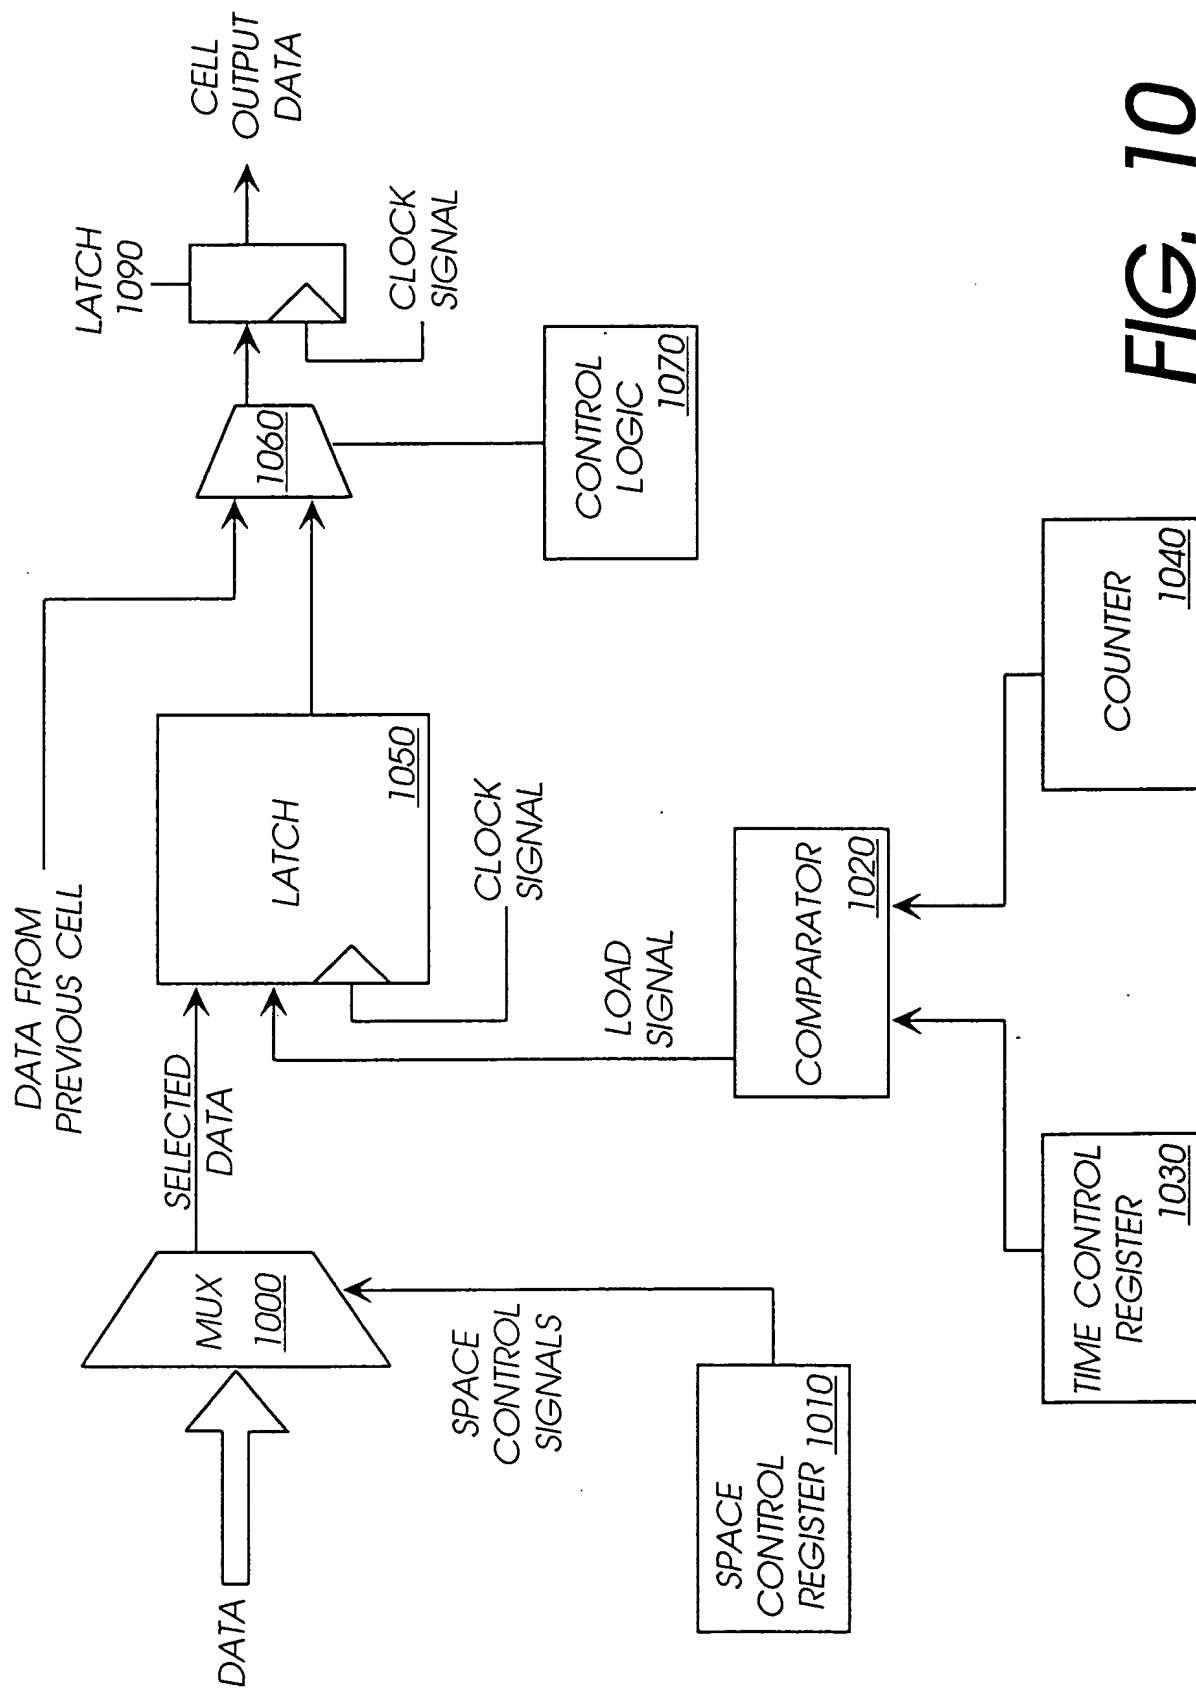 DATA
MUX
1000
SPACE
CONTROL
SIGNALS
SPACE
CONTROL
REGISTER 1010
SELECTED
DATA
DATA FROM
PREVIOUS CELL
LATCH
1050
CLOCK
SIGNAL
LOAD
SIGNAL
COMPARATOR
1020
TIME CONTROL
REGISTER
1030
COUNTER
1040
1060
CONTROL
LOGIC
1070
LATCH
1090
CLOCK
SIGNAL
CELL
OUTPUT
DATA
FIG. 10